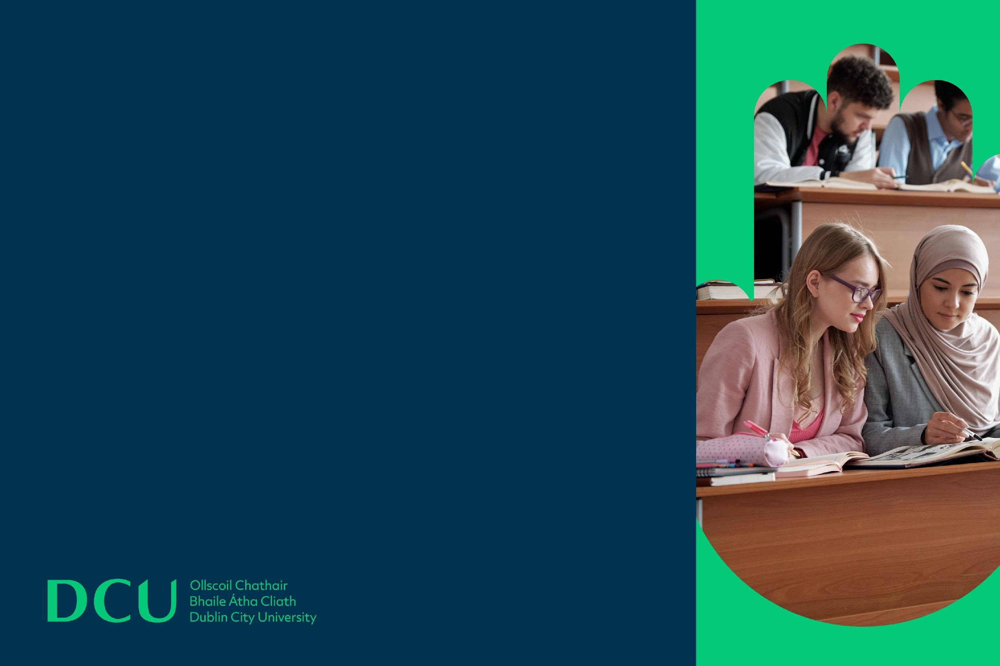 DCU
Ollscoil Chathair
Bhaile Átha Cliath
Dublin City University